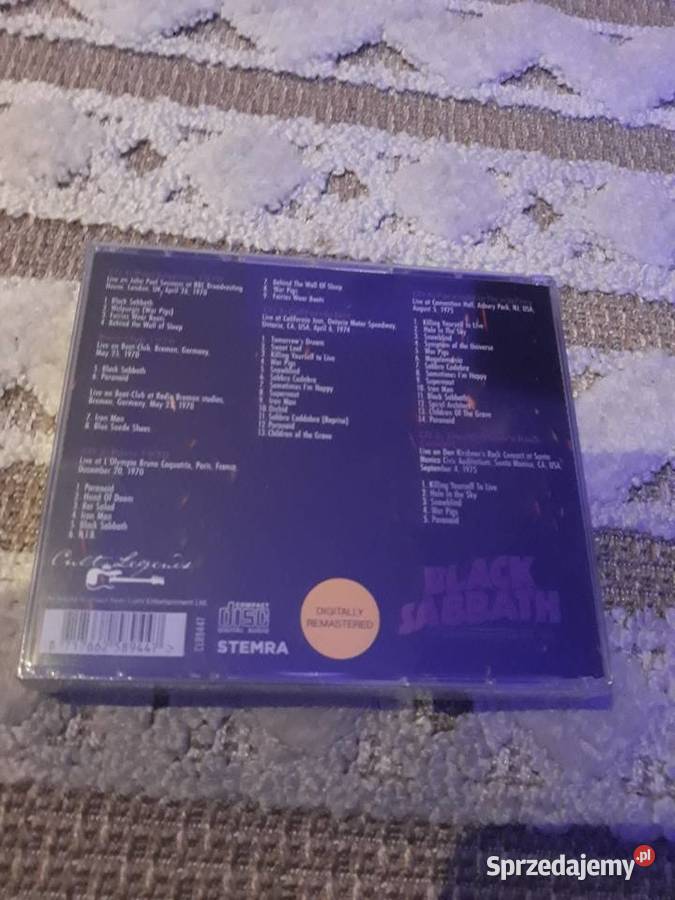 Live on John Peel Sessions at BBC Broadcasting
House, London, UK, April 26, 1970
1. Black Sabbath
2. Walpurgis (War Pigs)
3. Fairies Wear Boots
4. Behind the Wall of Sleep
Live on Beat-Club, Bremen, Germany,
May 25, 1970
5. Black Sabbath
6. Paranoid
Live on Beat-Club at Radio Bremen studios,
Bremen, Germany, May 25, 1970
7. Iron Man
8. Blue Suede Shoes
Live at L'Olympia Bruno Coquatrix, Paris, France,
December 20, 1970
1. Paranoid
2. Hand Of Doom
3. Rat Salad
4. Iron Man
5. Black Sabbath
6. N.I.B.
7. Behind The Wall Of Sleep
8. War Pigs
9. Fairies Wear Boots
Live at California Jam, Ontario Motor Speedway,
Ontario, CA, USA, April 6, 1974
1. Tomorrow's Dream
2. Sweet Leaf
3. Killing Yourself to Live
4. War Pigs
5. Snowblind
6. Sabbra Cadabra
7. Sometimes I'm Happy
8. Supernaut
9. Iron Man
10. Orchid
11. Sabbra Caddabra (Reprise)
12. Paranoid
13. Children of the Grave
Live at Convention Hall, Asbury Park, NJ, USA,
August 5, 1975
1. Killing Yourself to Live
2. Hole In The Sky
3. Snowblind
4. Symptom of the Universe
5. War Pigs
6. Megalomania
7. Sabbra Cadabra
8. Sometimes I'm Happy
9. Supernaut
10. Iron Man
11. Black Sabbath
12. Spiral Architect
13. Children Of The Grave
14. Paranoid
Live on Don Kirshner's Rock Concert at Santa
Monica Civic Auditorium, Santa Monica, CA, USA,
September 4, 1975
1. Killing Yourself To Live
2. Hole In the Sky
3. Snowblind
4. War Pigs
5. Paranoid
Cult Legends
Entertainment Ltd.
COMPACT
disc
DIGITAL AUDIO
STEMRA
DIGITALLY
REMASTERED
BLACK
SABBATH
Sprzedajemy.pl